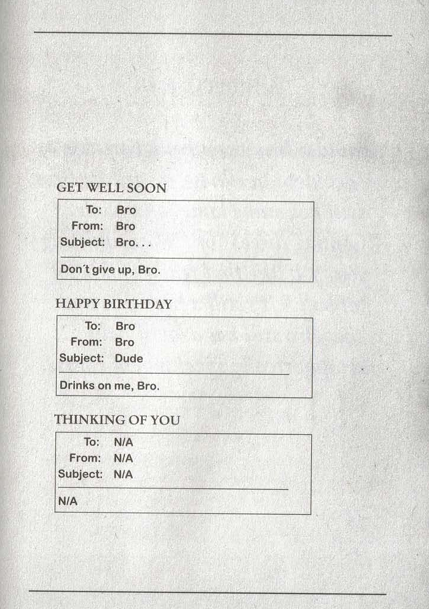 GET WELL SOON
To: Bro
From: Bro
Subject: Bro...
Don't give up, Bro.
HAPPY BIRTHDAY
To: Bro
From: Bro
Subject: Dude
Drinks on me, Bro.
THINKING OF YOU
To: N/A
From: N/A
Subject: N/A
N/A